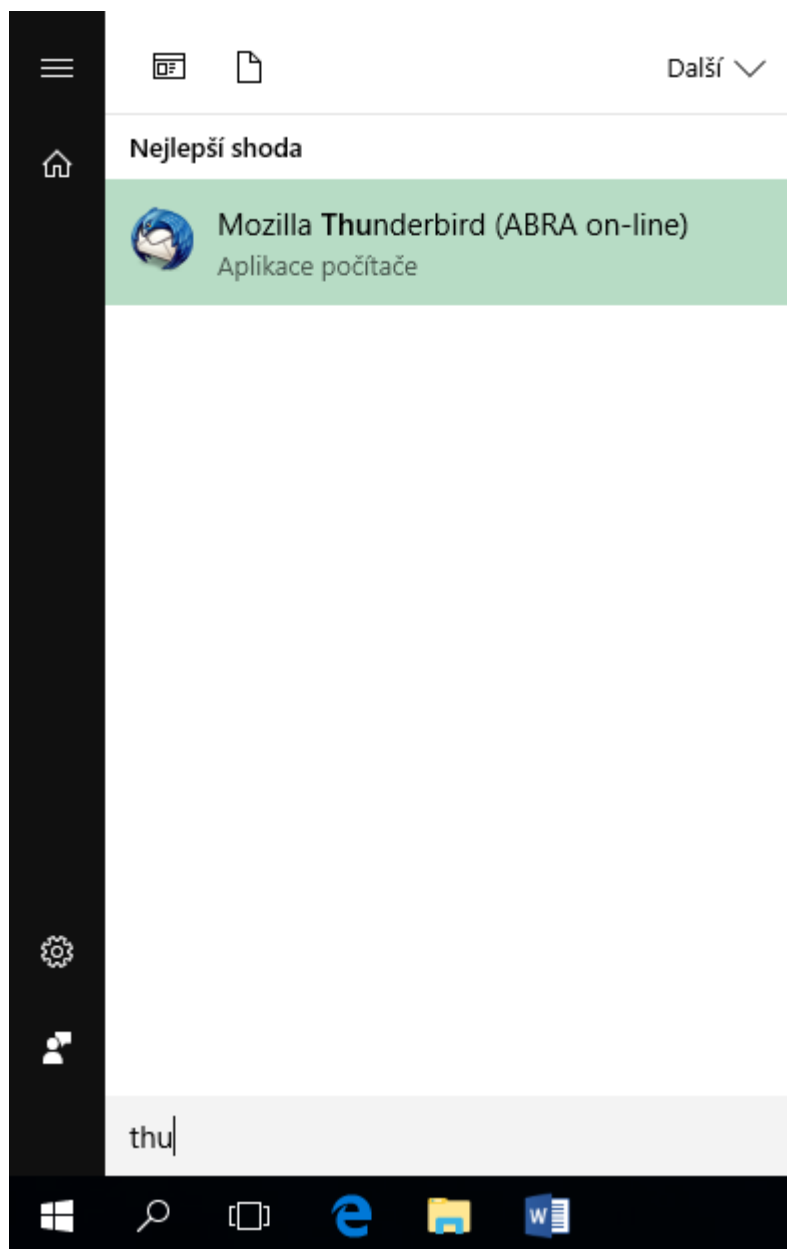 Další
Nejlepší shoda
Mozilla Thunderbird (ABRA on-line)
Aplikace počítače
thu